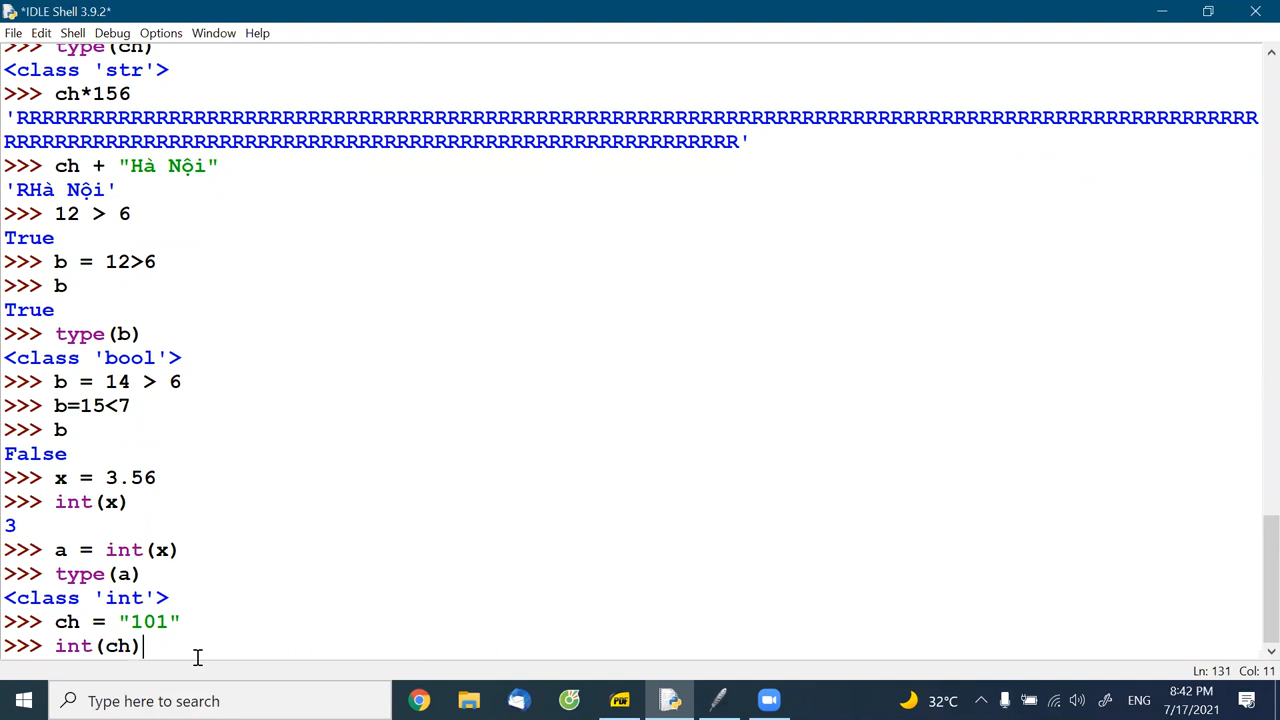 *IDLE Shell 3.9.2*
File Edit Shell Debug Options Window Help
>>> type(ch)
<class 'str'>
>>> ch*156
'RRRRRRRRRRRRRRRRRRRRRRRRRRRRRRRRRRRRRRRRRRRRRRRRRRRRRRRRRRRRRRRRRRRRRRRRRRRRRRRRRRRRRRRRRRRRRRRRRR
RRRRRRRRRRRRRRRRRRRRRRRRRRRRRRRRRRRRRRRRRRRRRRRRRRRRRRRRRR'
>>> ch + "Hà Nội"
'RHà Nội'
>>> 12 > 6
True
>>> b = 12>6
>>> b
True
>>> type(b)
<class 'bool'>
>>> b = 14 > 6
>>> b=15<7
>>> b
False
>>> x = 3.56
>>> int(x)
3
>>> a = int(x)
>>> type(a)
<class 'int'>
>>> ch = "101"
>>> int(ch)
Ln: 131 Col: 11
Type here to search
PDF
32°C
ENG
8:42 PM
7/17/2021